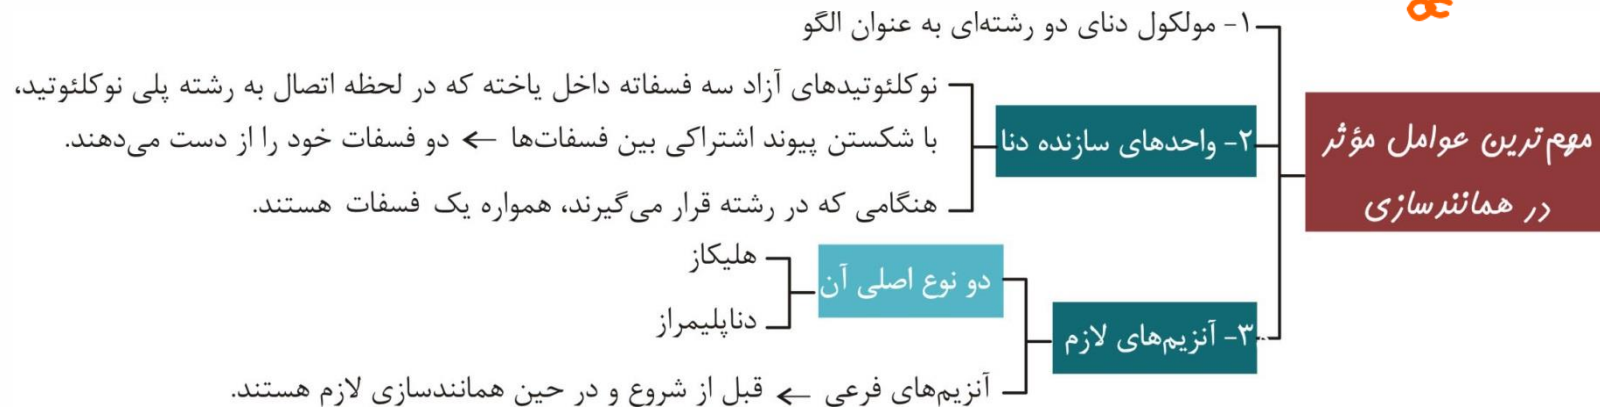 مهم‌ترین عوامل مؤثر
در همانندسازی
۱- مولکول دنای دو رشته‌ای به عنوان الگو
۲- واحدهای سازنده دنا
نوکلئوتیدهای آزاد سه فسفاته داخل یاخته که در لحظه اتصال به رشته پلی نوکلئوتید،
با شکستن پیوند اشتراکی بین فسفات‌ها ← دو فسفات خود را از دست می‌دهند.
هنگامی که در رشته قرار می‌گیرند، همواره یک فسفات هستند.
۳- آنزیم‌های لازم
دو نوع اصلی آن
هلیکاز
دناپلیمراز
آنزیم‌های فرعی ← قبل از شروع و در حین همانندسازی لازم هستند.